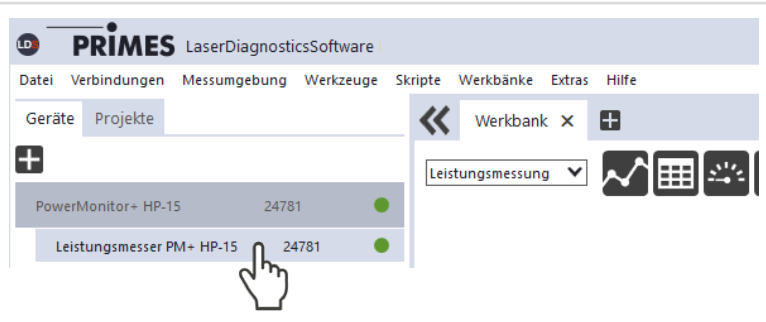 LDS PRIMES LaserDiagnosticsSoftware
Datei Verbindungen Messumgebung Werkzeuge Skripte Werkbänke Extras Hilfe
Geräte Projekte
Werkbank
Leistungsmessung
PowerMonitor+ HP-15 24781
Leistungsmesser PM+ HP-15 24781